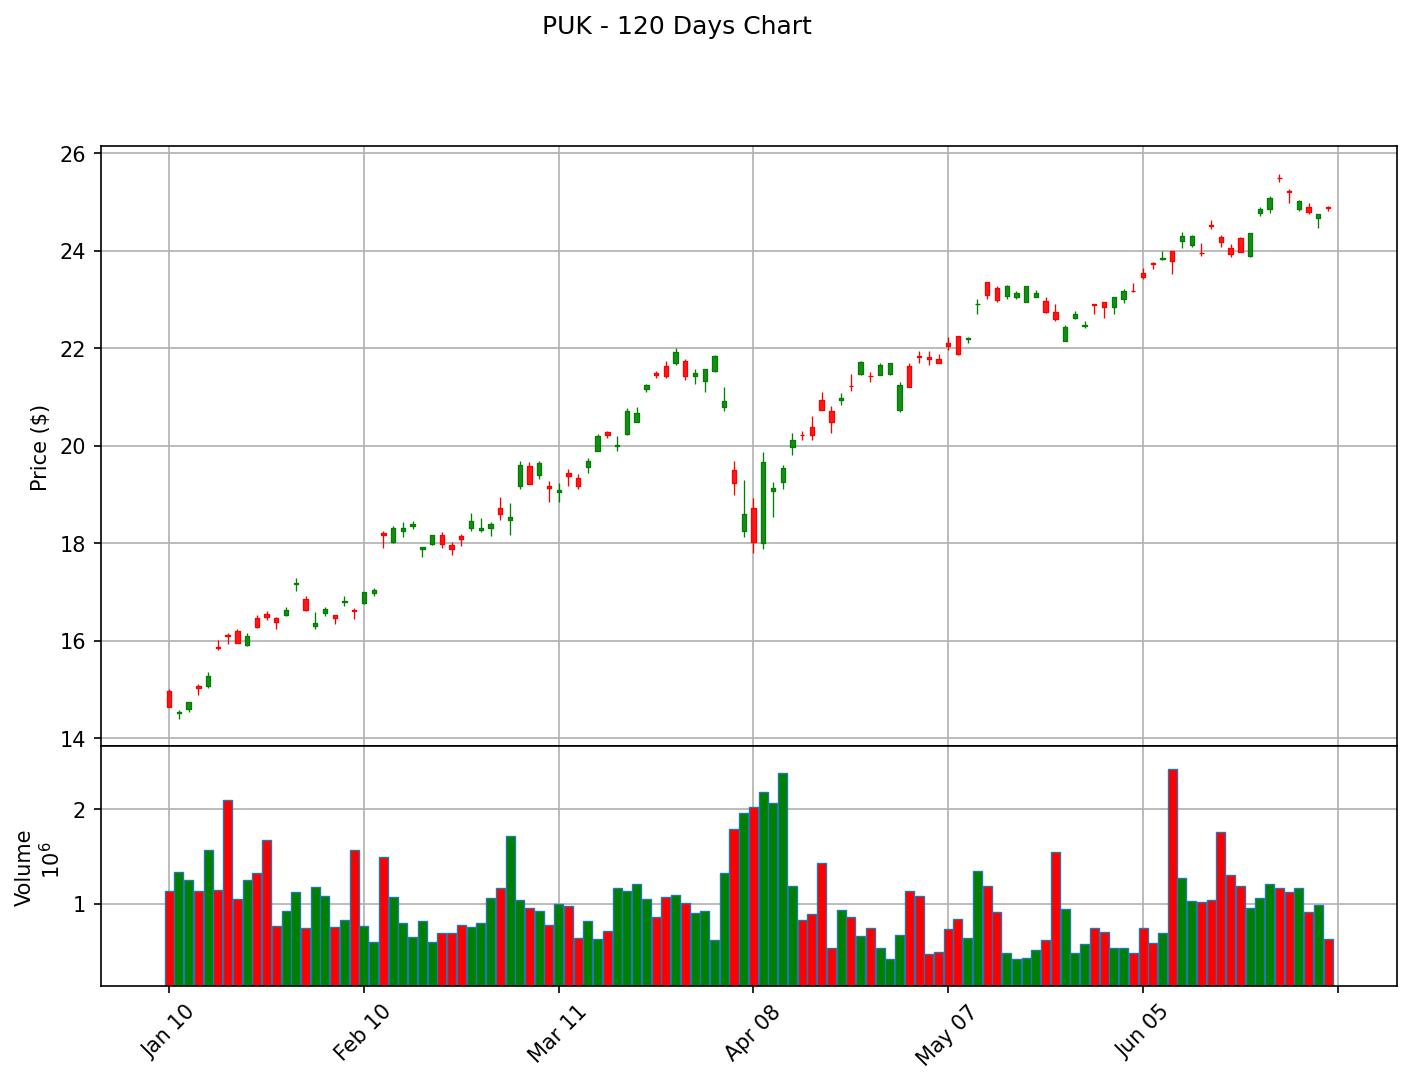 PUK - 120 Days Chart
26
24
22
20
18
16
14
Price ($)
2
1
Volume
10^6
Jan 10
Feb 10
Mar 11
Apr 08
May 07
Jun 05